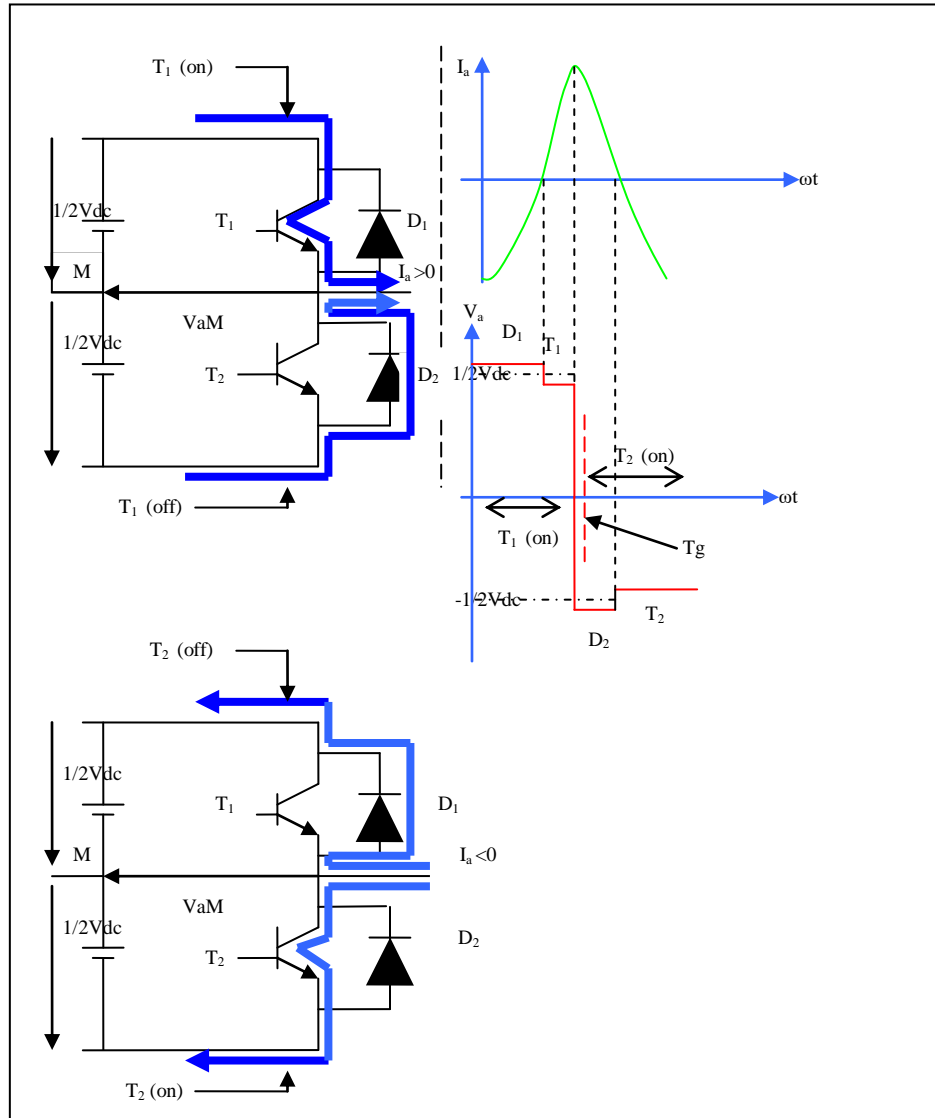 T1 (on)
1/2Vdc
T1
D1
M
Ia >0
VaM
1/2Vdc
T2
D2
T1 (off)
Ia
ωt
Va
D1
T1
1/2Vdc
T2 (on)
ωt
T1 (on)
Tg
-1/2Vdc
T2
D2
T2 (off)
1/2Vdc
T1
D1
M
Ia <0
VaM
1/2Vdc
T2
D2
T2 (on)